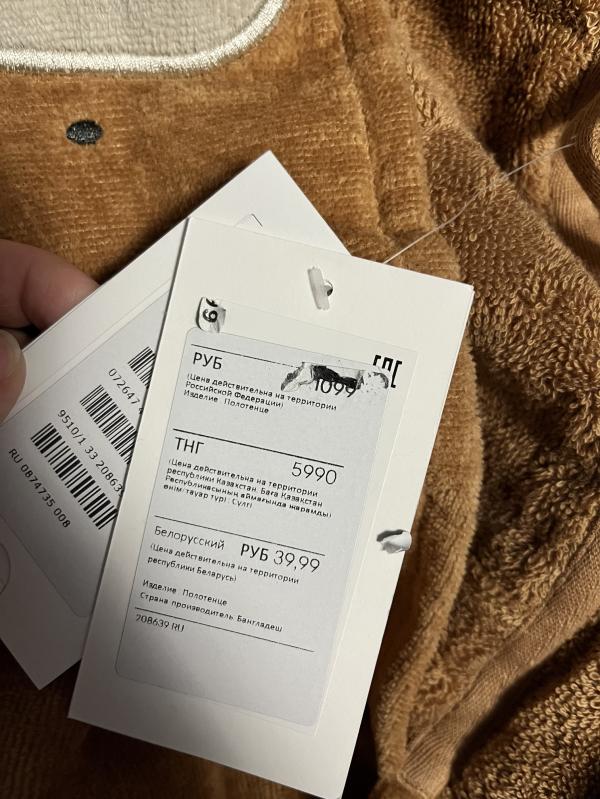 РУБ 1099
(Цена действительна на территории
Российской Федерации)
Изделие Полотенце
ТНГ 5990
(Цена действительна на территории
республики Казахстан. Баға Қазақстан
Республикасының аймағында жарамды)
өнім/тауар түрі: Сүлгі
Белорусский РУБ 39,99
(Цена действительна на территории
республики Беларусь)
Изделие Полотенце
Страна производитель Бангладеш
208639 RU
072647
9510/1 33 20863
RU 0874735 008